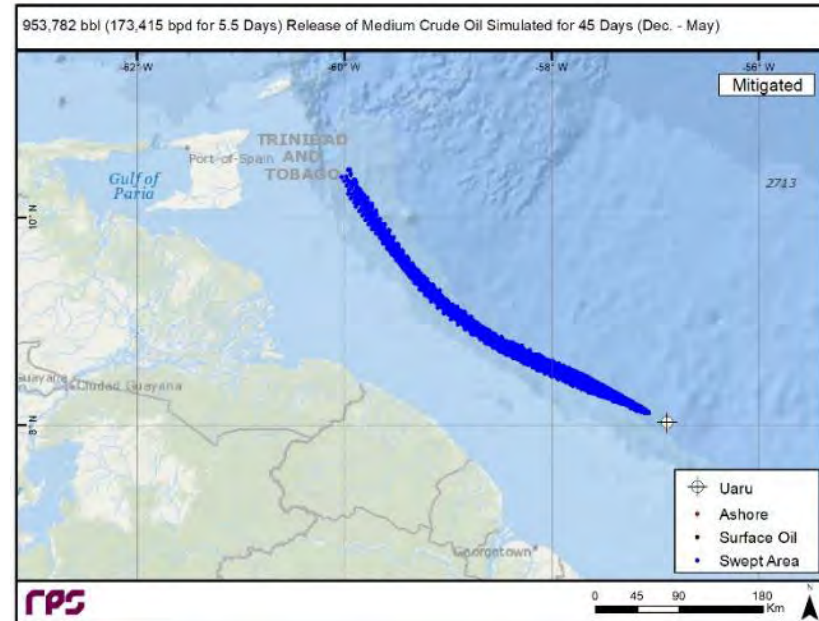 953,782 bbl (173,415 bpd for 5.5 Days) Release of Medium Crude Oil Simulated for 45 Days (Dec. - May)
-62° W
-60° W
-58° W
-56° W
Mitigated
TRINIDAD
AND
TOBAGO
Port-of-Spain
Gulf of
Paria
2713
10° N
Guayana
Ciudad Guayana
8° N
Georgetown
Uaru
Ashore
Surface Oil
Swept Area
rps
0 45 90 180
Km
N